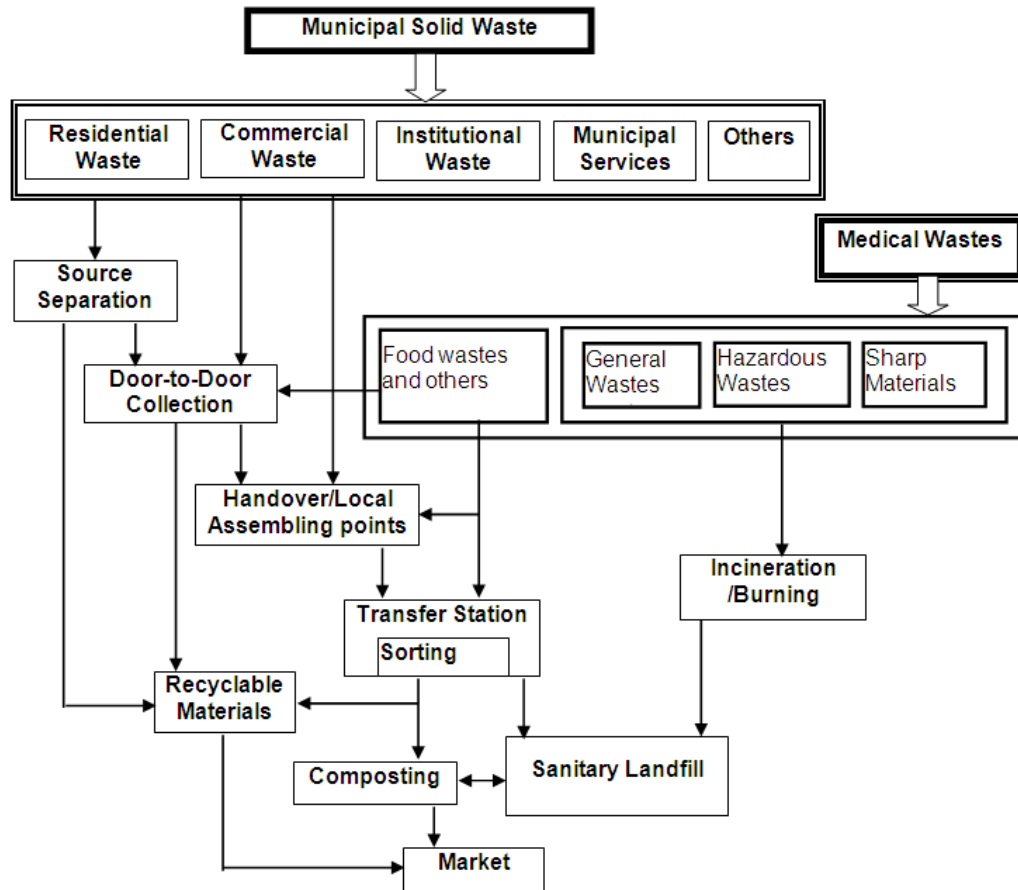 Municipal Solid Waste
Residential
Waste
Commercial
Waste
Institutional
Waste
Municipal
Services
Others
Medical Wastes
Source
Separation
Food wastes
and others
General
Wastes
Hazardous
Wastes
Sharp
Materials
Door-to-Door
Collection
Handover/Local
Assembling points
Incineration
/Burning
Transfer Station
Sorting
Recyclable
Materials
Composting
Sanitary Landfill
Market